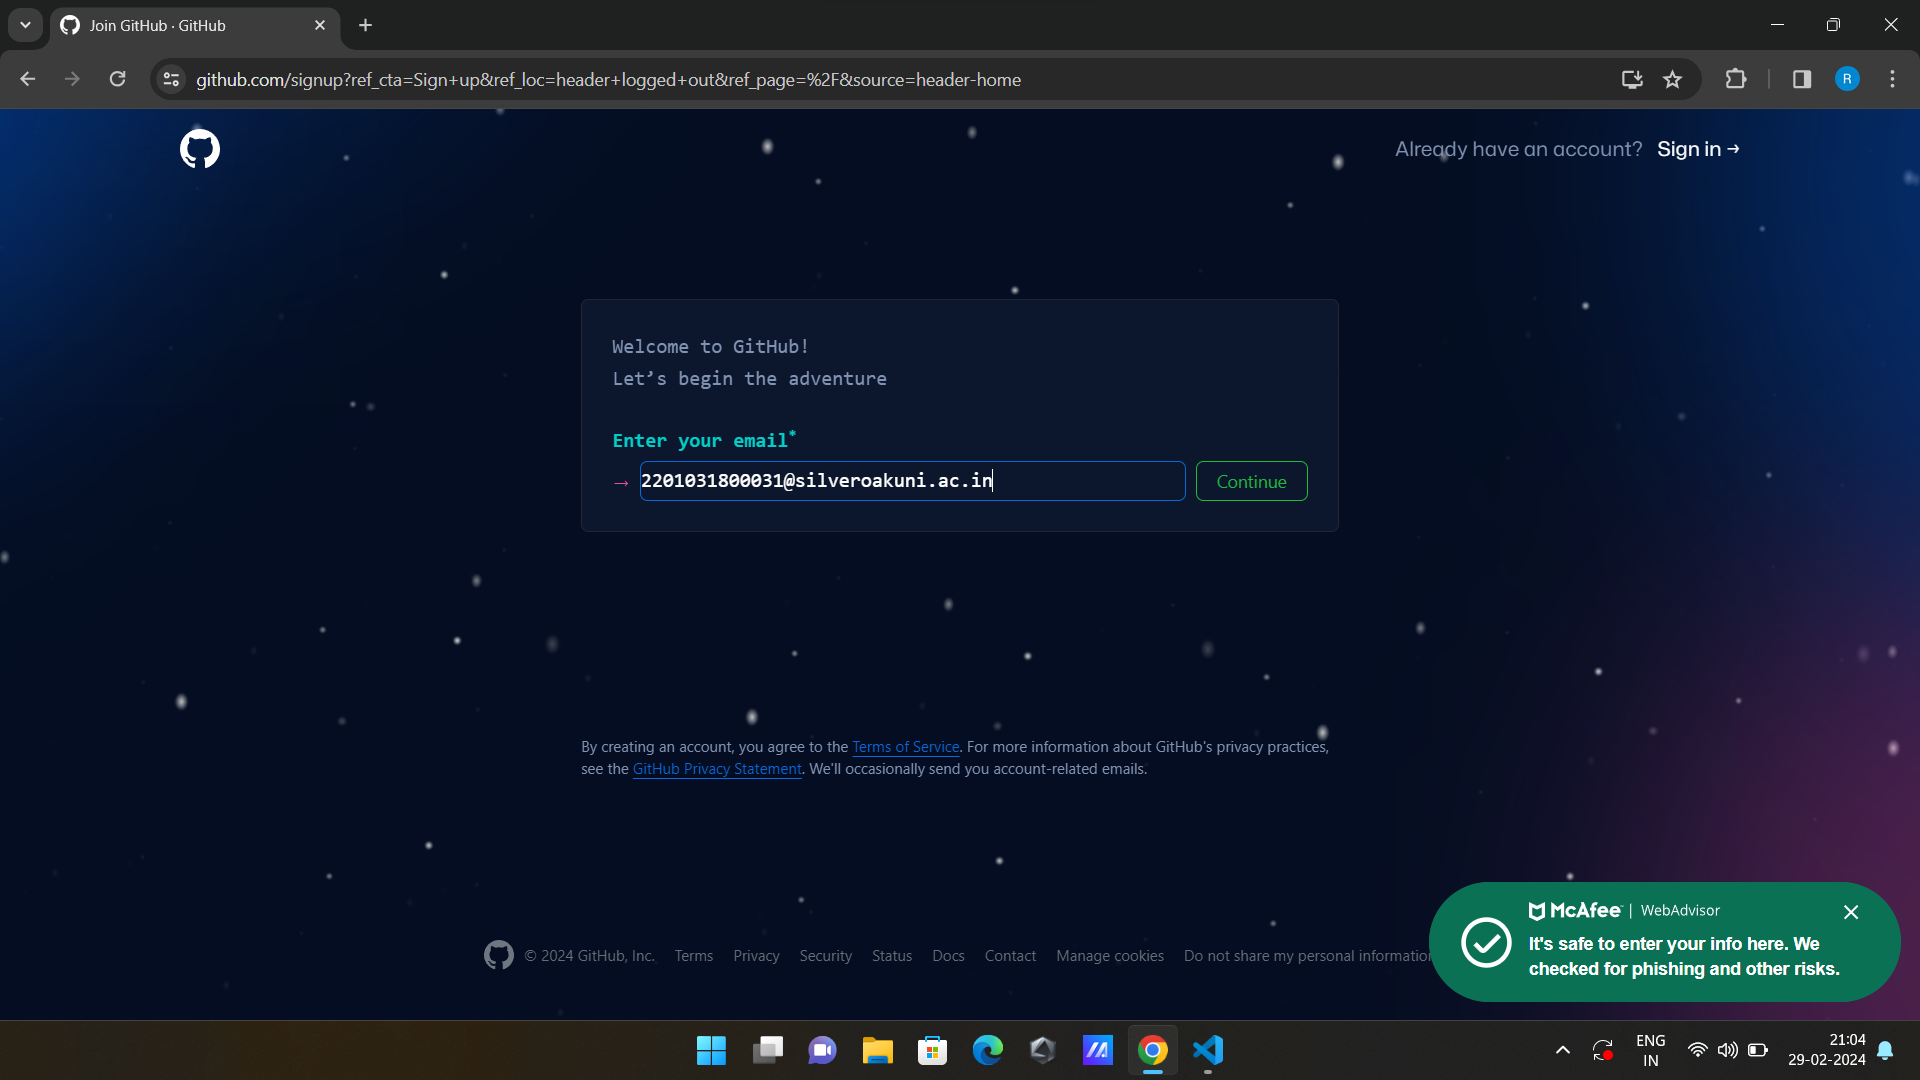 Join GitHub · GitHub
github.com/signup?ref_cta=Sign+up&ref_loc=header+logged+out&ref_page=%2F&source=header-home
R
Already have an account? Sign in →
Welcome to GitHub!
Let’s begin the adventure
Enter your email*
→ 2201031800031@silveroakuni.ac.in Continue
By creating an account, you agree to the Terms of Service. For more information about GitHub's privacy practices,
see the GitHub Privacy Statement. We'll occasionally send you account-related emails.
McAfee | WebAdvisor
It's safe to enter your info here. We
checked for phishing and other risks.
© 2024 GitHub, Inc. Terms Privacy Security Status Docs Contact Manage cookies Do not share my personal information
ENG
IN
21:04
29-02-2024